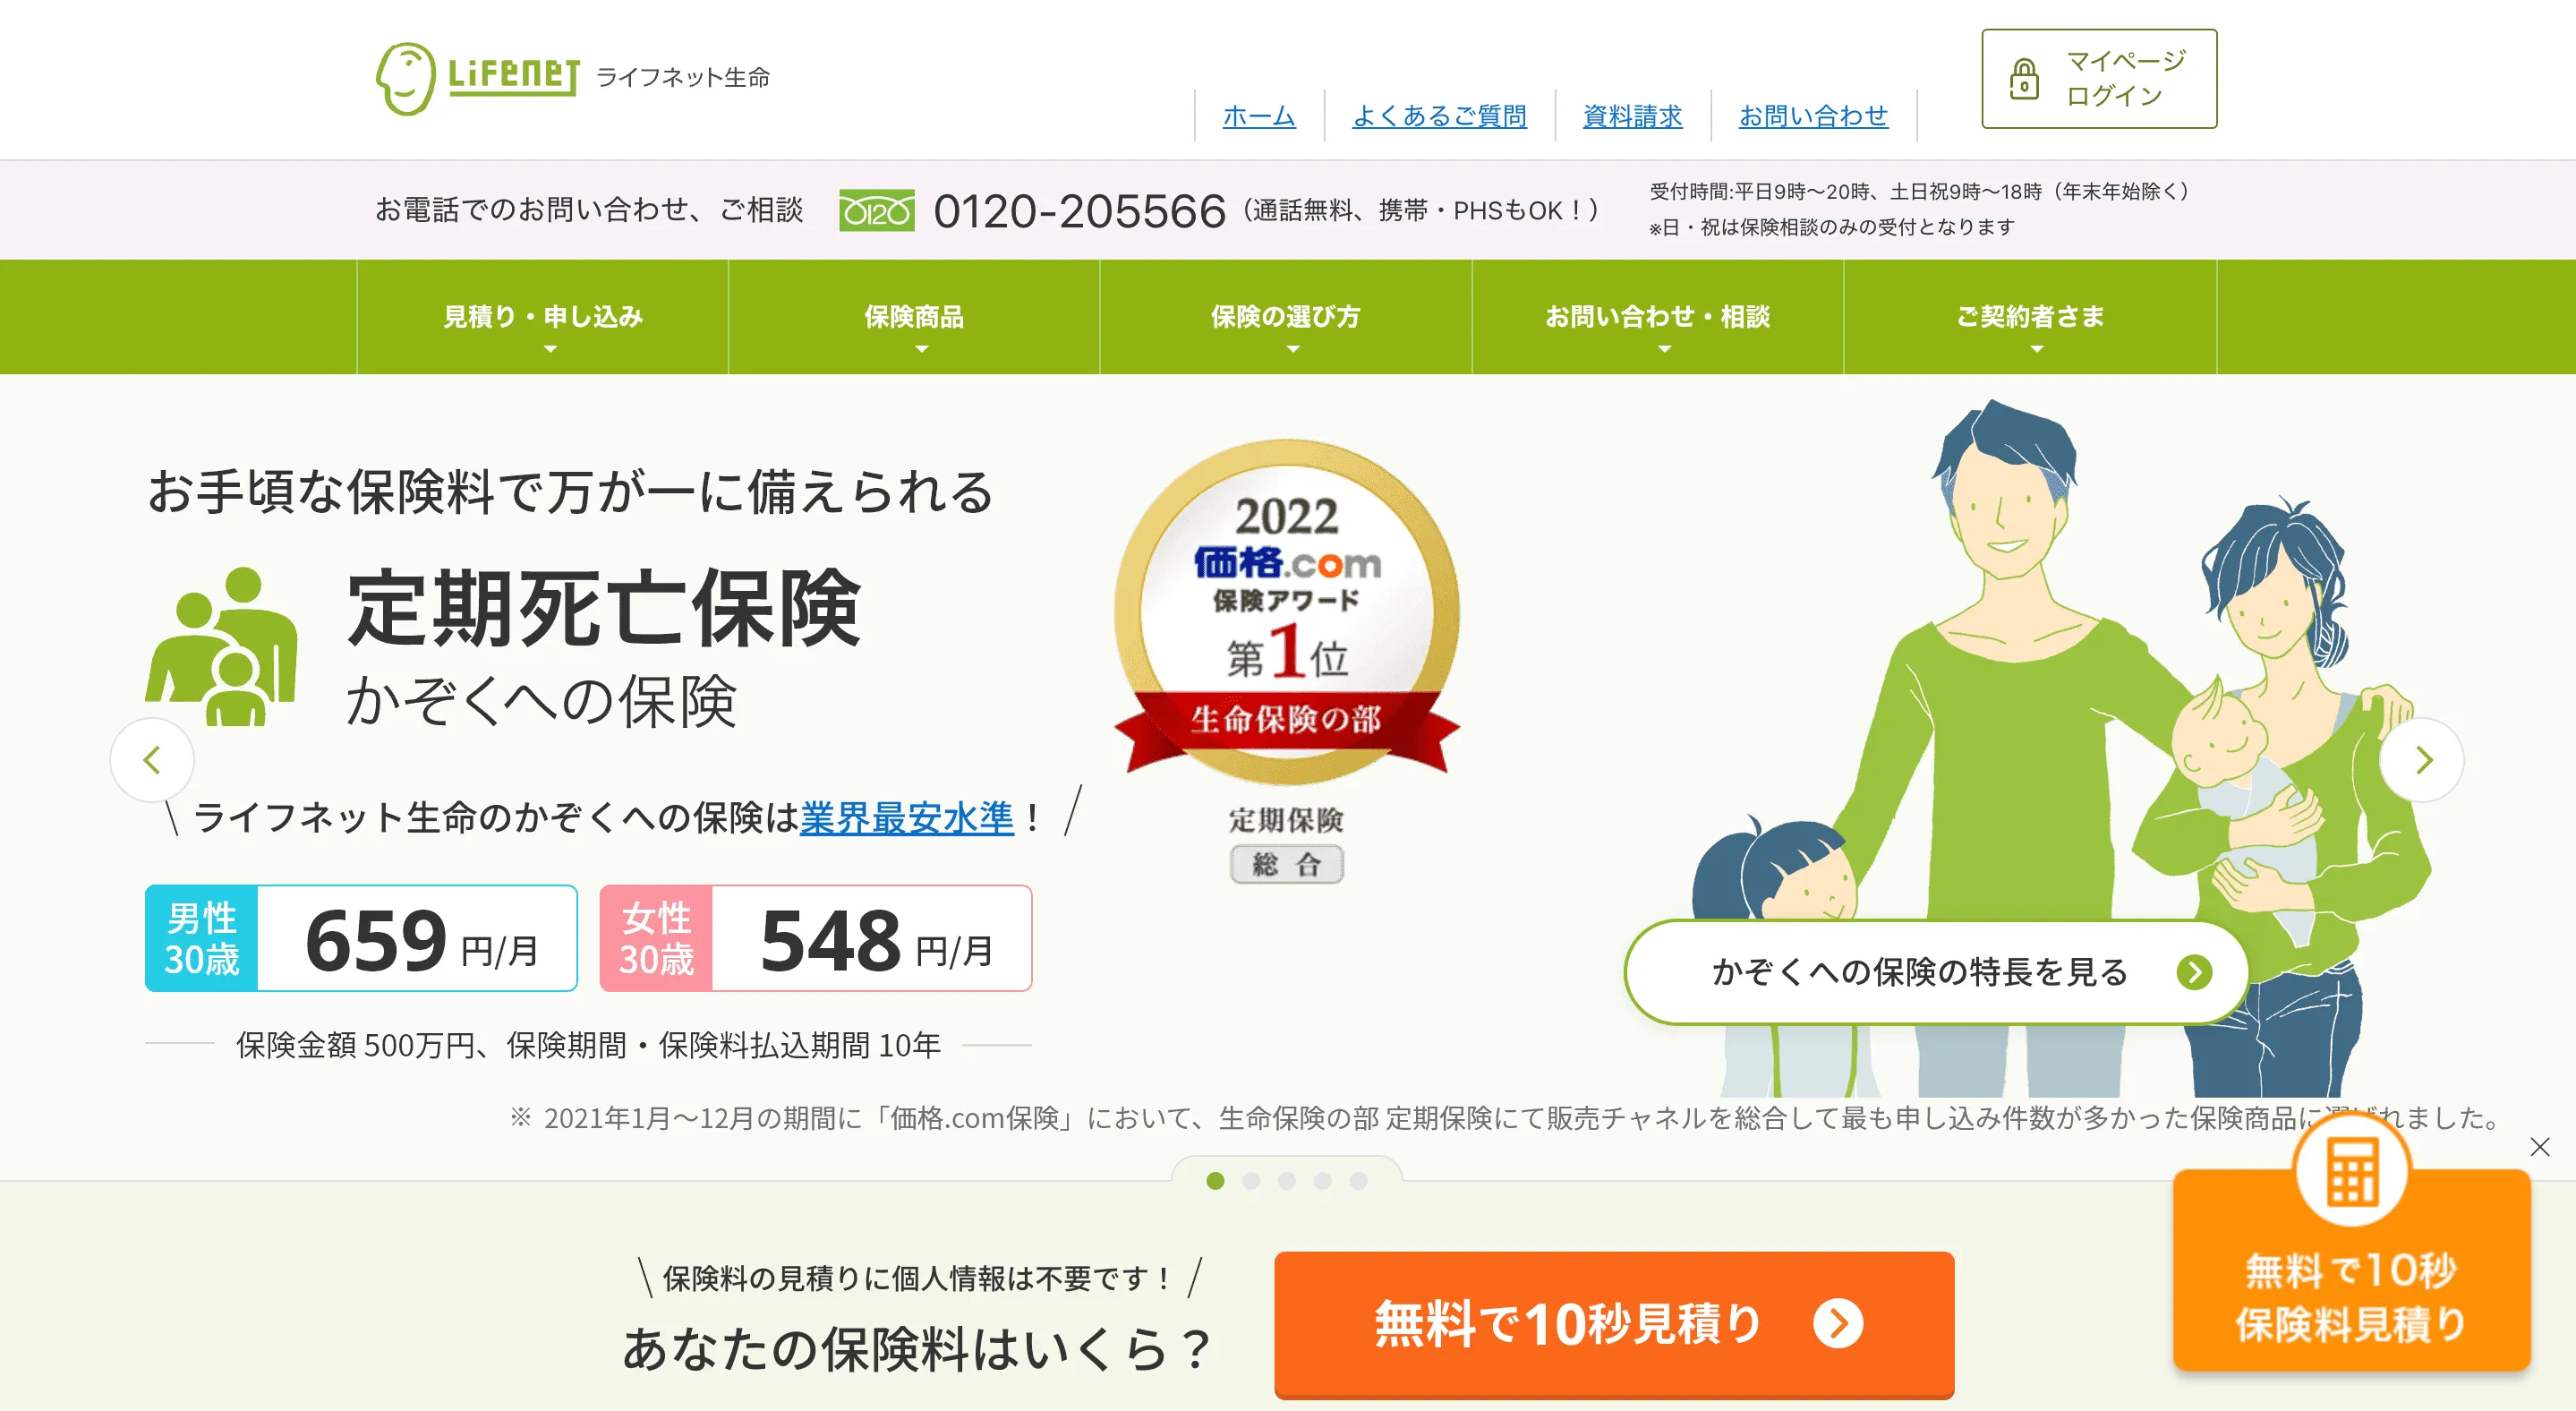 LIFENET ライフネット生命
ホーム
よくあるご質問
資料請求
お問い合わせ
マイページ
ログイン
お電話でのお問い合わせ、ご相談
0120
0120-205566
（通話無料、携帯・PHSもOK！）
受付時間:平日9時～20時、土日祝9時～18時（年末年始除く）
※日・祝は保険相談のみの受付となります
見積り・申し込み
保険商品
保険の選び方
お問い合わせ・相談
ご契約者さま
お手頃な保険料で万が一に備えられる
定期死亡保険
かぞくへの保険
ライフネット生命のかぞくへの保険は業界最安水準！
男性
30歳
659 円/月
女性
30歳
548 円/月
保険金額 500万円、保険期間・保険料払込期間 10年
2022
価格.com
保険アワード
第1位
生命保険の部
定期保険
総 合
かぞくへの保険の特長を見る
※ 2021年1月～12月の期間に「価格.com保険」において、生命保険の部 定期保険にて販売チャネルを総合して最も申し込み件数が多かった保険商品に選ばれました。
保険料の見積りに個人情報は不要です！
あなたの保険料はいくら？
無料で10秒見積り
無料で10秒
保険料見積り